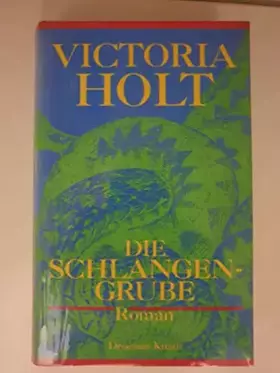 VICTORIA
HOLT
DIE
SCHLANGEN-
GRUBE
Roman